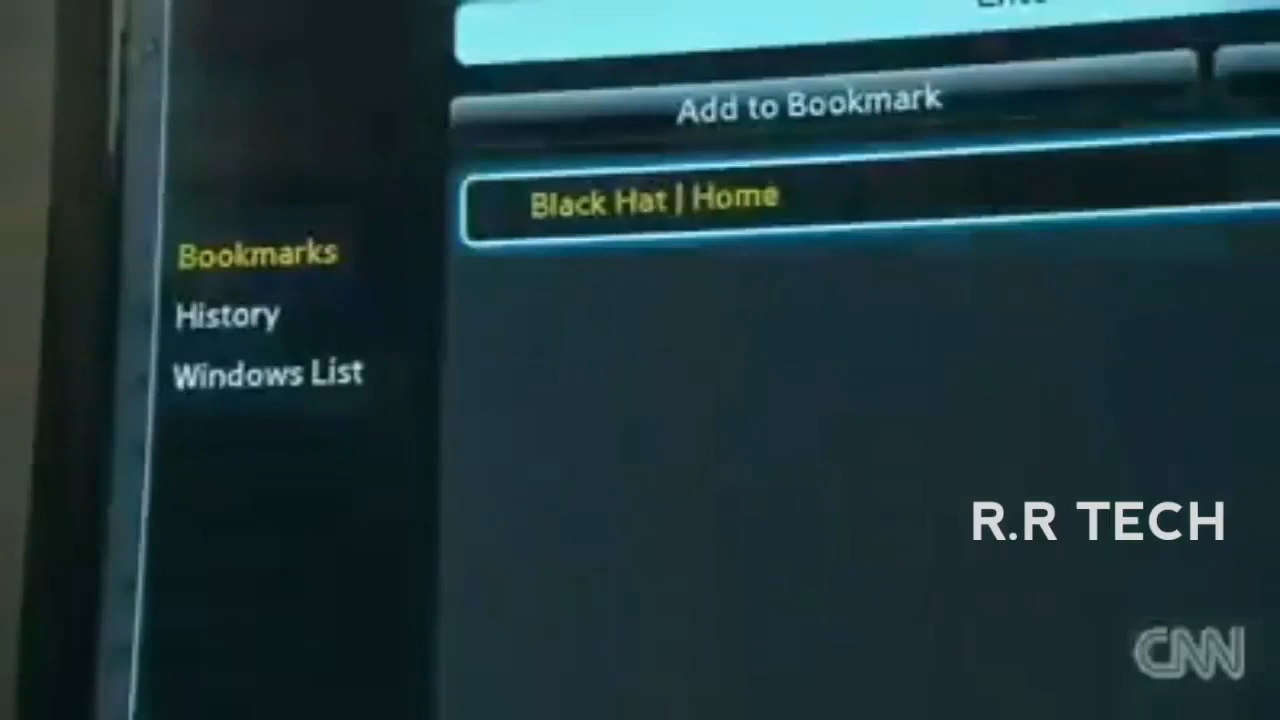 Add to Bookmark
Black Hat | Home
Bookmarks
History
Windows List
R.R TECH
CNN